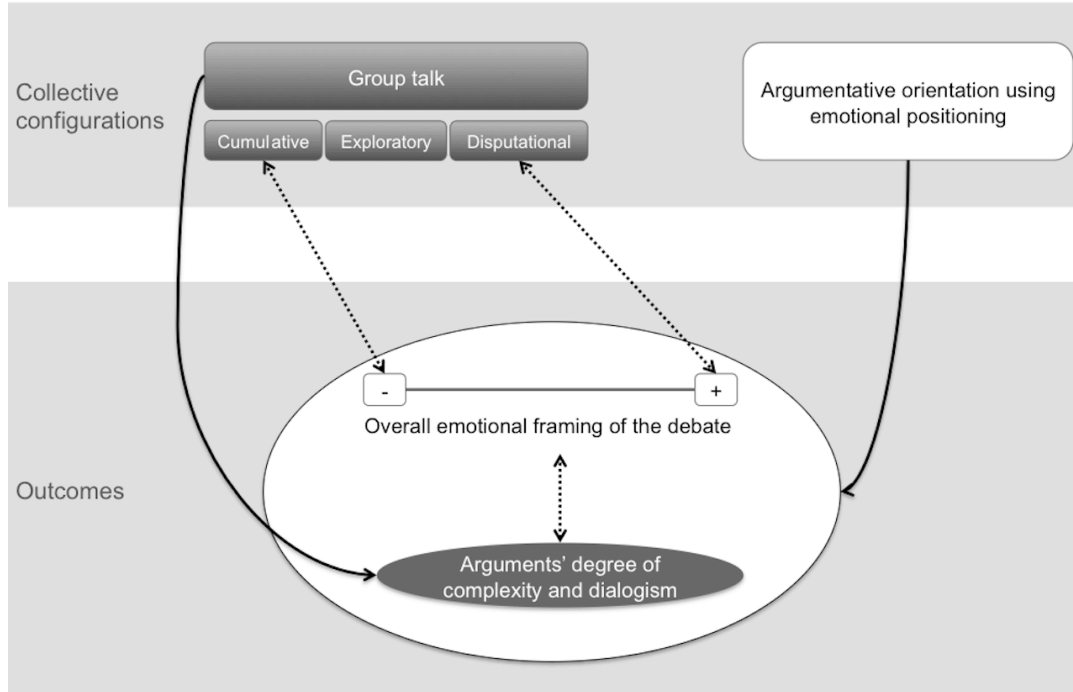 Collective
configurations
Group talk
Cumulative
Exploratory
Disputational
Argumentative orientation using
emotional positioning
Outcomes
-
+
Overall emotional framing of the debate
Arguments’ degree of
complexity and dialogism